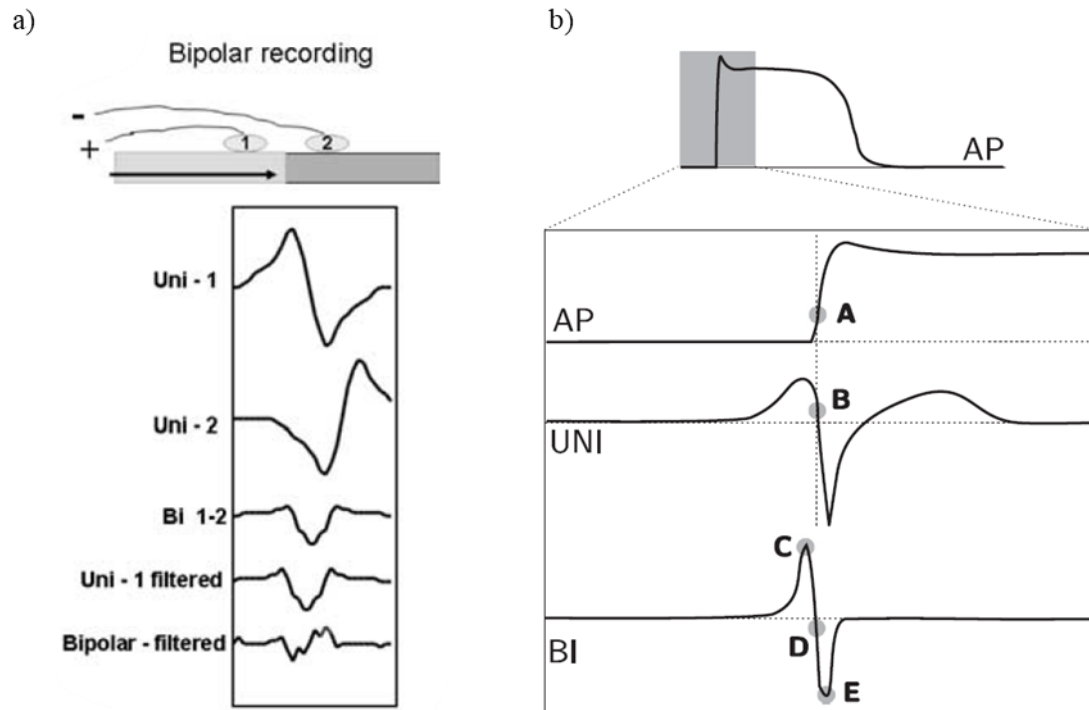 a)
Bipolar recording
-
+
1
2
Uni - 1
Uni - 2
Bi 1-2
Uni - 1 filtered
Bipolar - filtered
b)
AP
AP
A
UNI
B
C
D
BI
E